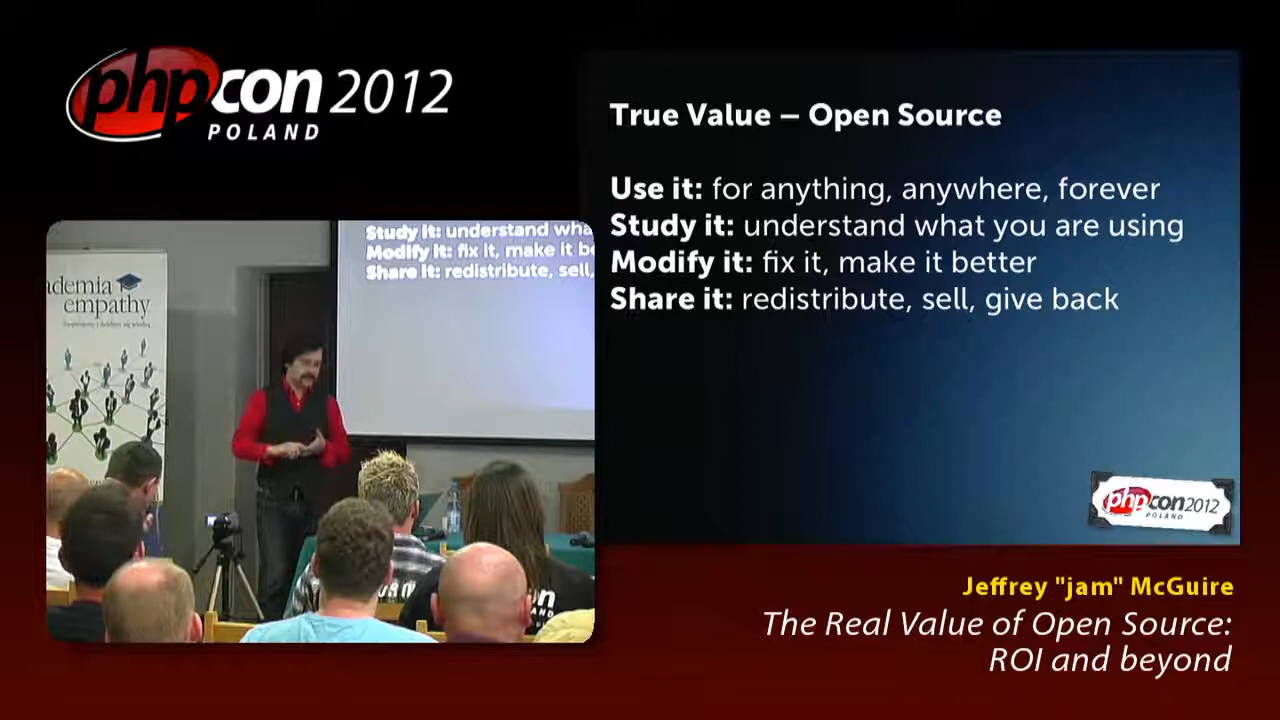 phpcon 2012
POLAND
True Value – Open Source
Use it: for anything, anywhere, forever
Study it: understand what you are using
Modify it: fix it, make it better
Share it: redistribute, sell, give back
Study it: understand wha
Modify it: fix it, make it be
Share it: redistribute, sell,
ademia
empathy
phpcon 2012
POLAND
Jeffrey "jam" McGuire
The Real Value of Open Source:
ROI and beyond